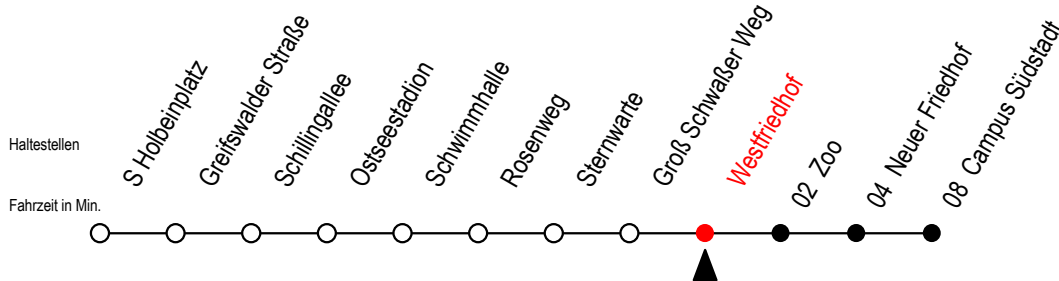 Haltestellen
Fahrzeit in Min.
S Holbeinplatz
Greifswalder Straße
Schillingallee
Ostseestadion
Schwimmhalle
Rosenweg
Sternwarte
Groß Schwaßer Weg
Westfriedhof
02 Zoo
04 Neuer Friedhof
08 Campus Südstadt